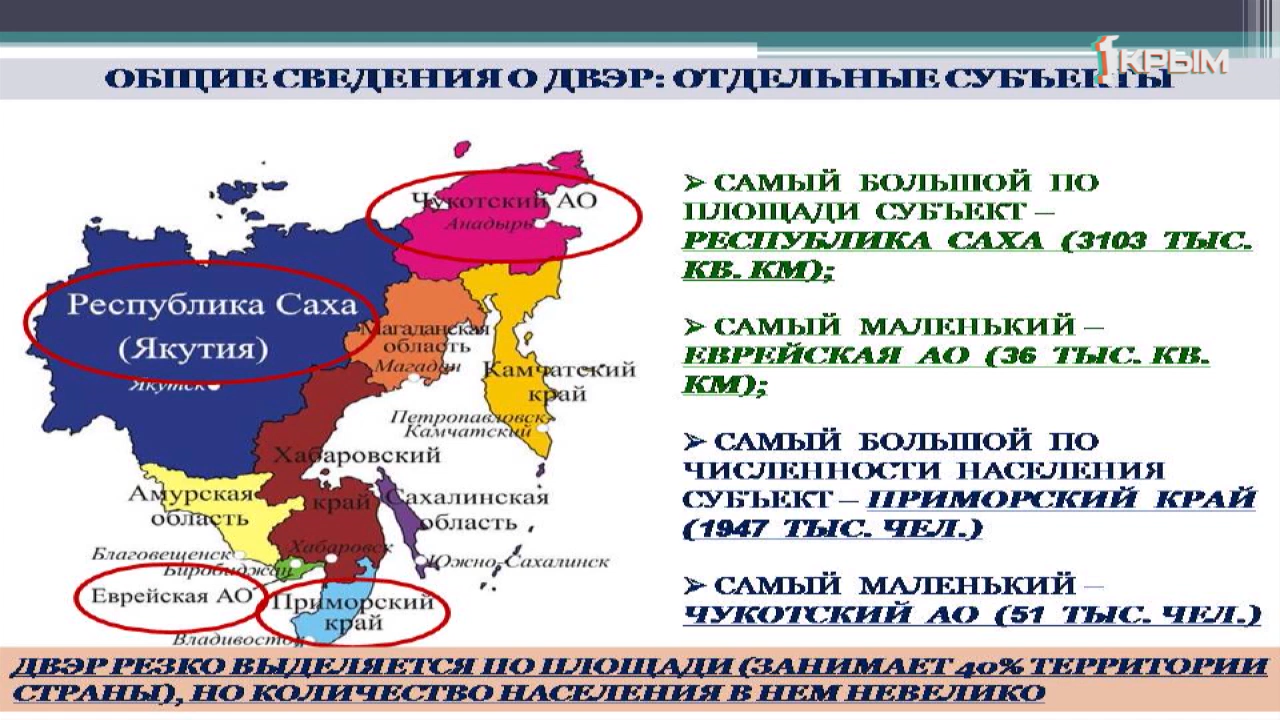 1КРЫМ
ОБЩИЕ СВЕДЕНИЯ О ДВЭР: ОТДЕЛЬНЫЕ СУБЪЕКТЫ
Чукотский АО
Анадырь
Республика Саха
(Якутия)
Якутск
Магаданская
область
Магадан
Камчатский
край
Петропавловск-
Камчатский
Хабаровский
край
Хабаровск
Амурская
область
Сахалинская
область
Благовещенск
Биробиджан
Южно-Сахалинск
Еврейская АО
Приморский
край
Владивосток
➢ САМЫЙ БОЛЬШОЙ ПО
ПЛОЩАДИ СУБЪЕКТ –
РЕСПУБЛИКА САХА (3103 ТЫС.
КВ. КМ);
➢ САМЫЙ МАЛЕНЬКИЙ –
ЕВРЕЙСКАЯ АО (36 ТЫС. КВ.
КМ);
➢ САМЫЙ БОЛЬШОЙ ПО
ЧИСЛЕННОСТИ НАСЕЛЕНИЯ
СУБЪЕКТ – ПРИМОРСКИЙ КРАЙ
(1947 ТЫС. ЧЕЛ.)
➢ САМЫЙ МАЛЕНЬКИЙ –
ЧУКОТСКИЙ АО (51 ТЫС. ЧЕЛ.)
ДВЭР РЕЗКО ВЫДЕЛЯЕТСЯ ПО ПЛОЩАДИ (ЗАНИМАЕТ 40% ТЕРРИТОРИИ
СТРАНЫ), НО КОЛИЧЕСТВО НАСЕЛЕНИЯ В НЕМ НЕВЕЛИКО